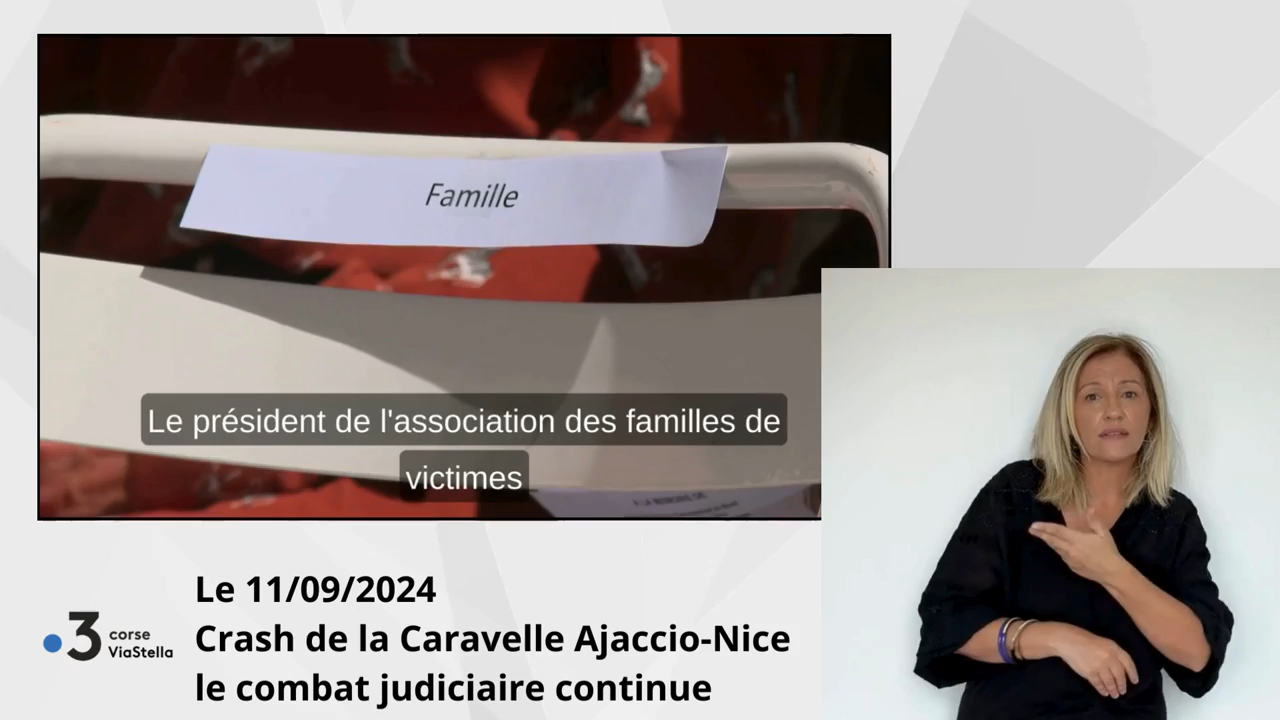 Famille
Le président de l'association des familles de
victimes
Le 11/09/2024
Crash de la Caravelle Ajaccio-Nice
le combat judiciaire continue
3 corse
ViaStella